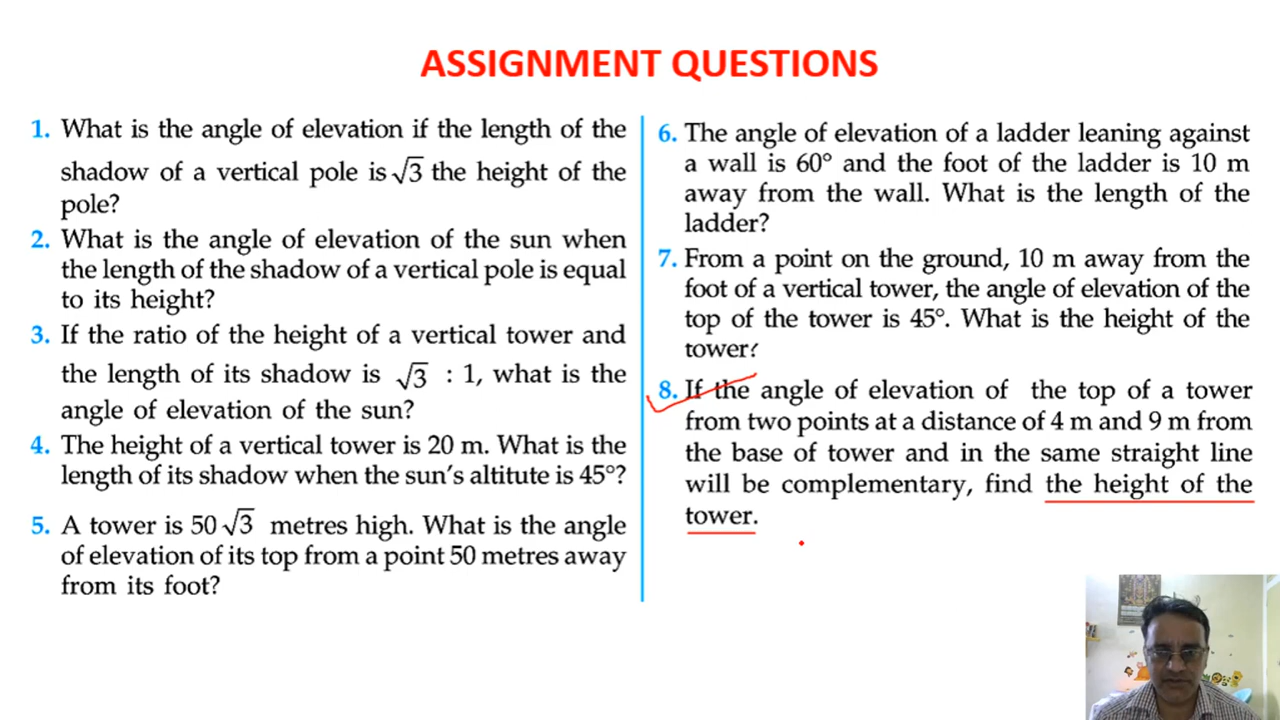 ASSIGNMENT QUESTIONS
1. What is the angle of elevation if the length of the
shadow of a vertical pole is √3 the height of the
pole?
2. What is the angle of elevation of the sun when
the length of the shadow of a vertical pole is equal
to its height?
3. If the ratio of the height of a vertical tower and
the length of its shadow is √3 : 1, what is the
angle of elevation of the sun?
4. The height of a vertical tower is 20 m. What is the
length of its shadow when the sun's altitute is 45°?
5. A tower is 50√3 metres high. What is the angle
of elevation of its top from a point 50 metres away
from its foot?
6. The angle of elevation of a ladder leaning against
a wall is 60° and the foot of the ladder is 10 m
away from the wall. What is the length of the
ladder?
7. From a point on the ground, 10 m away from the
foot of a vertical tower, the angle of elevation of the
top of the tower is 45°. What is the height of the
tower?
8. If the angle of elevation of the top of a tower
from two points at a distance of 4 m and 9 m from
the base of tower and in the same straight line
will be complementary, find the height of the
tower.